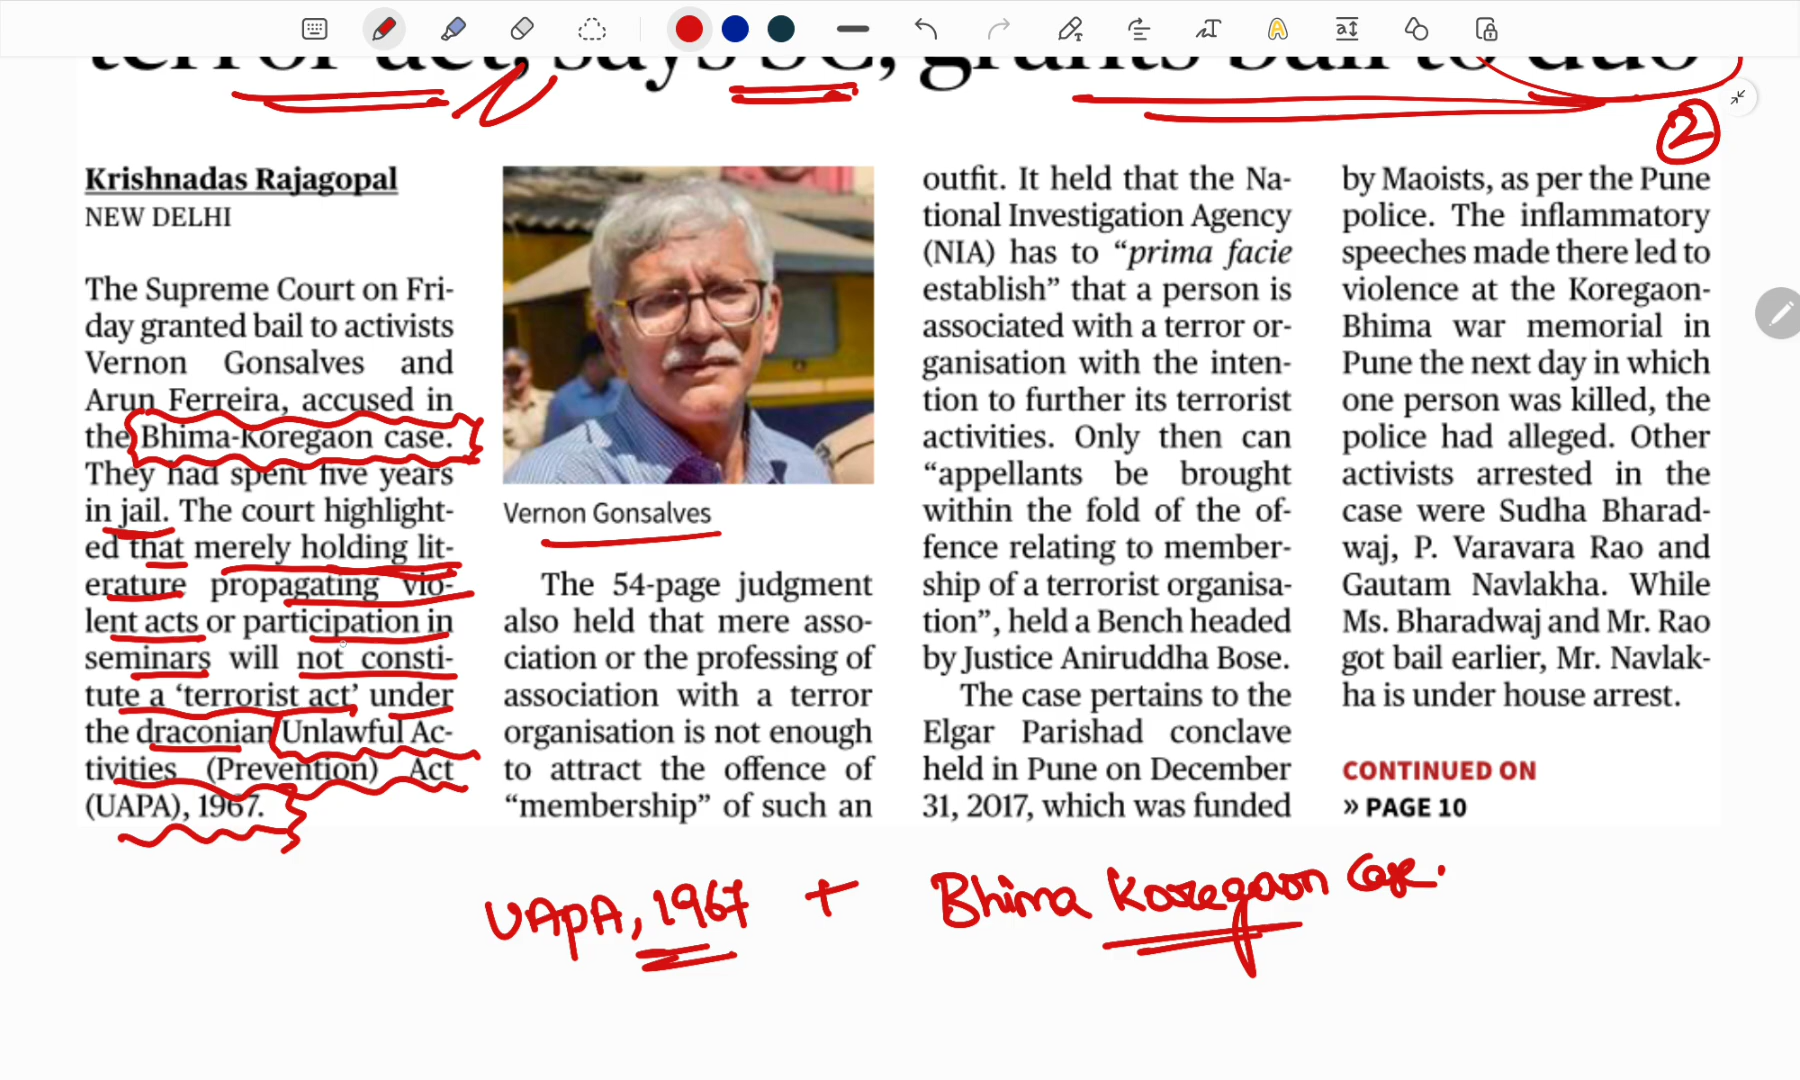 terror act, says SC, grants bail to duo
2
Krishnadas Rajagopal
NEW DELHI
The Supreme Court on Fri-
day granted bail to activists
Vernon Gonsalves and
Arun Ferreira, accused in
the Bhima-Koregaon case.
They had spent five years
in jail. The court highlight-
ed that merely holding lit-
erature propagating vio-
lent acts or participation in
seminars will not consti-
tute a ‘terrorist act’ under
the draconian Unlawful Ac-
tivities (Prevention) Act
(UAPA), 1967.
Vernon Gonsalves
The 54-page judgment
also held that mere asso-
ciation or the professing of
association with a terror
organisation is not enough
to attract the offence of
“membership” of such an
outfit. It held that the Na-
tional Investigation Agency
(NIA) has to “prima facie
establish” that a person is
associated with a terror or-
ganisation with the inten-
tion to further its terrorist
activities. Only then can
“appellants be brought
within the fold of the of-
fence relating to member-
ship of a terrorist organisa-
tion”, held a Bench headed
by Justice Aniruddha Bose.
The case pertains to the
Elgar Parishad conclave
held in Pune on December
31, 2017, which was funded
by Maoists, as per the Pune
police. The inflammatory
speeches made there led to
violence at the Koregaon-
Bhima war memorial in
Pune the next day in which
one person was killed, the
police had alleged. Other
activists arrested in the
case were Sudha Bharad-
waj, P. Varavara Rao and
Gautam Navlakha. While
Ms. Bharadwaj and Mr. Rao
got bail earlier, Mr. Navlak-
ha is under house arrest.
CONTINUED ON
» PAGE 10
UAPA, 1967 + Bhima Koregaon Case.